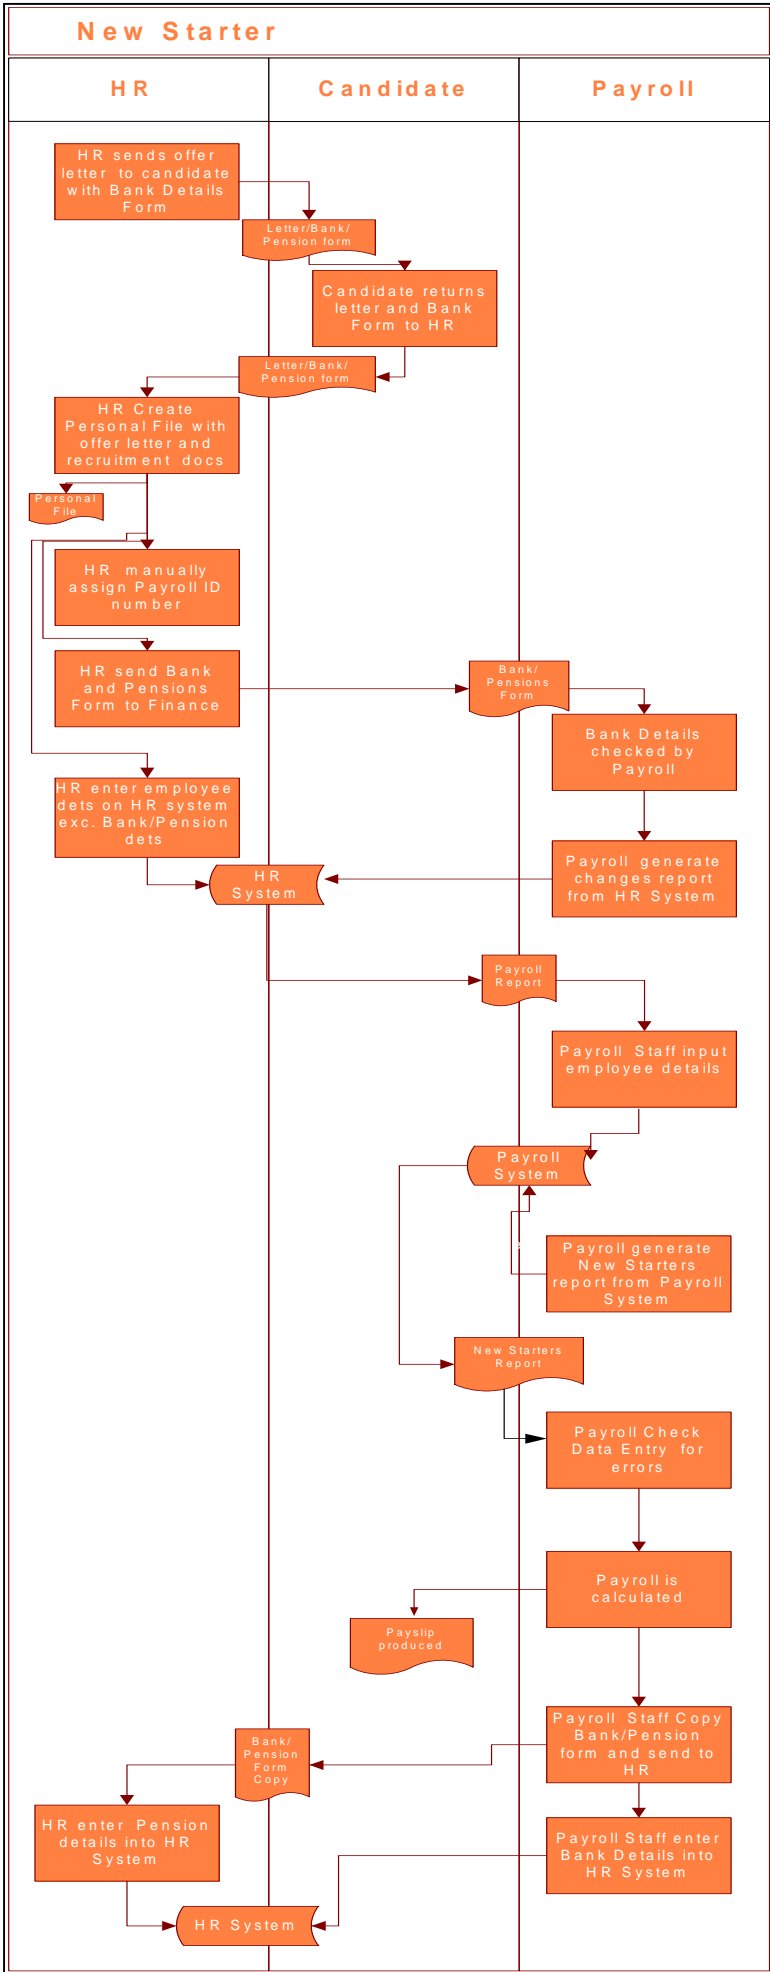 New Starter
HR
Candidate
Payroll
HR sends offer
letter to candidate
with Bank Details
Form
Letter/Bank/
Pension form
Candidate returns
letter and Bank
Form to HR
Letter/Bank/
Pension form
HR Create
Personal File with
offer letter and
recruitment docs
Personal
File
HR manually
assign Payroll ID
number
HR send Bank
and Pensions
Form to Finance
Bank/
Pensions
Form
Bank Details
checked by
Payroll
HR enter employee
dets on HR system
exc. Bank/Pension
dets
Payroll generate
changes report
from HR System
HR
System
Payroll
Report
Payroll Staff input
employee details
Payroll
System
Payroll generate
New Starters
report from Payroll
System
New Starters
Report
Payroll Check
Data Entry for
errors
Payroll is
calculated
Payslip
produced
Payroll Staff Copy
Bank/Pension
form and send to
HR
Bank/
Pension
Form
Copy
HR enter Pension
details into HR
System
Payroll Staff enter
Bank Details into
HR System
HR System